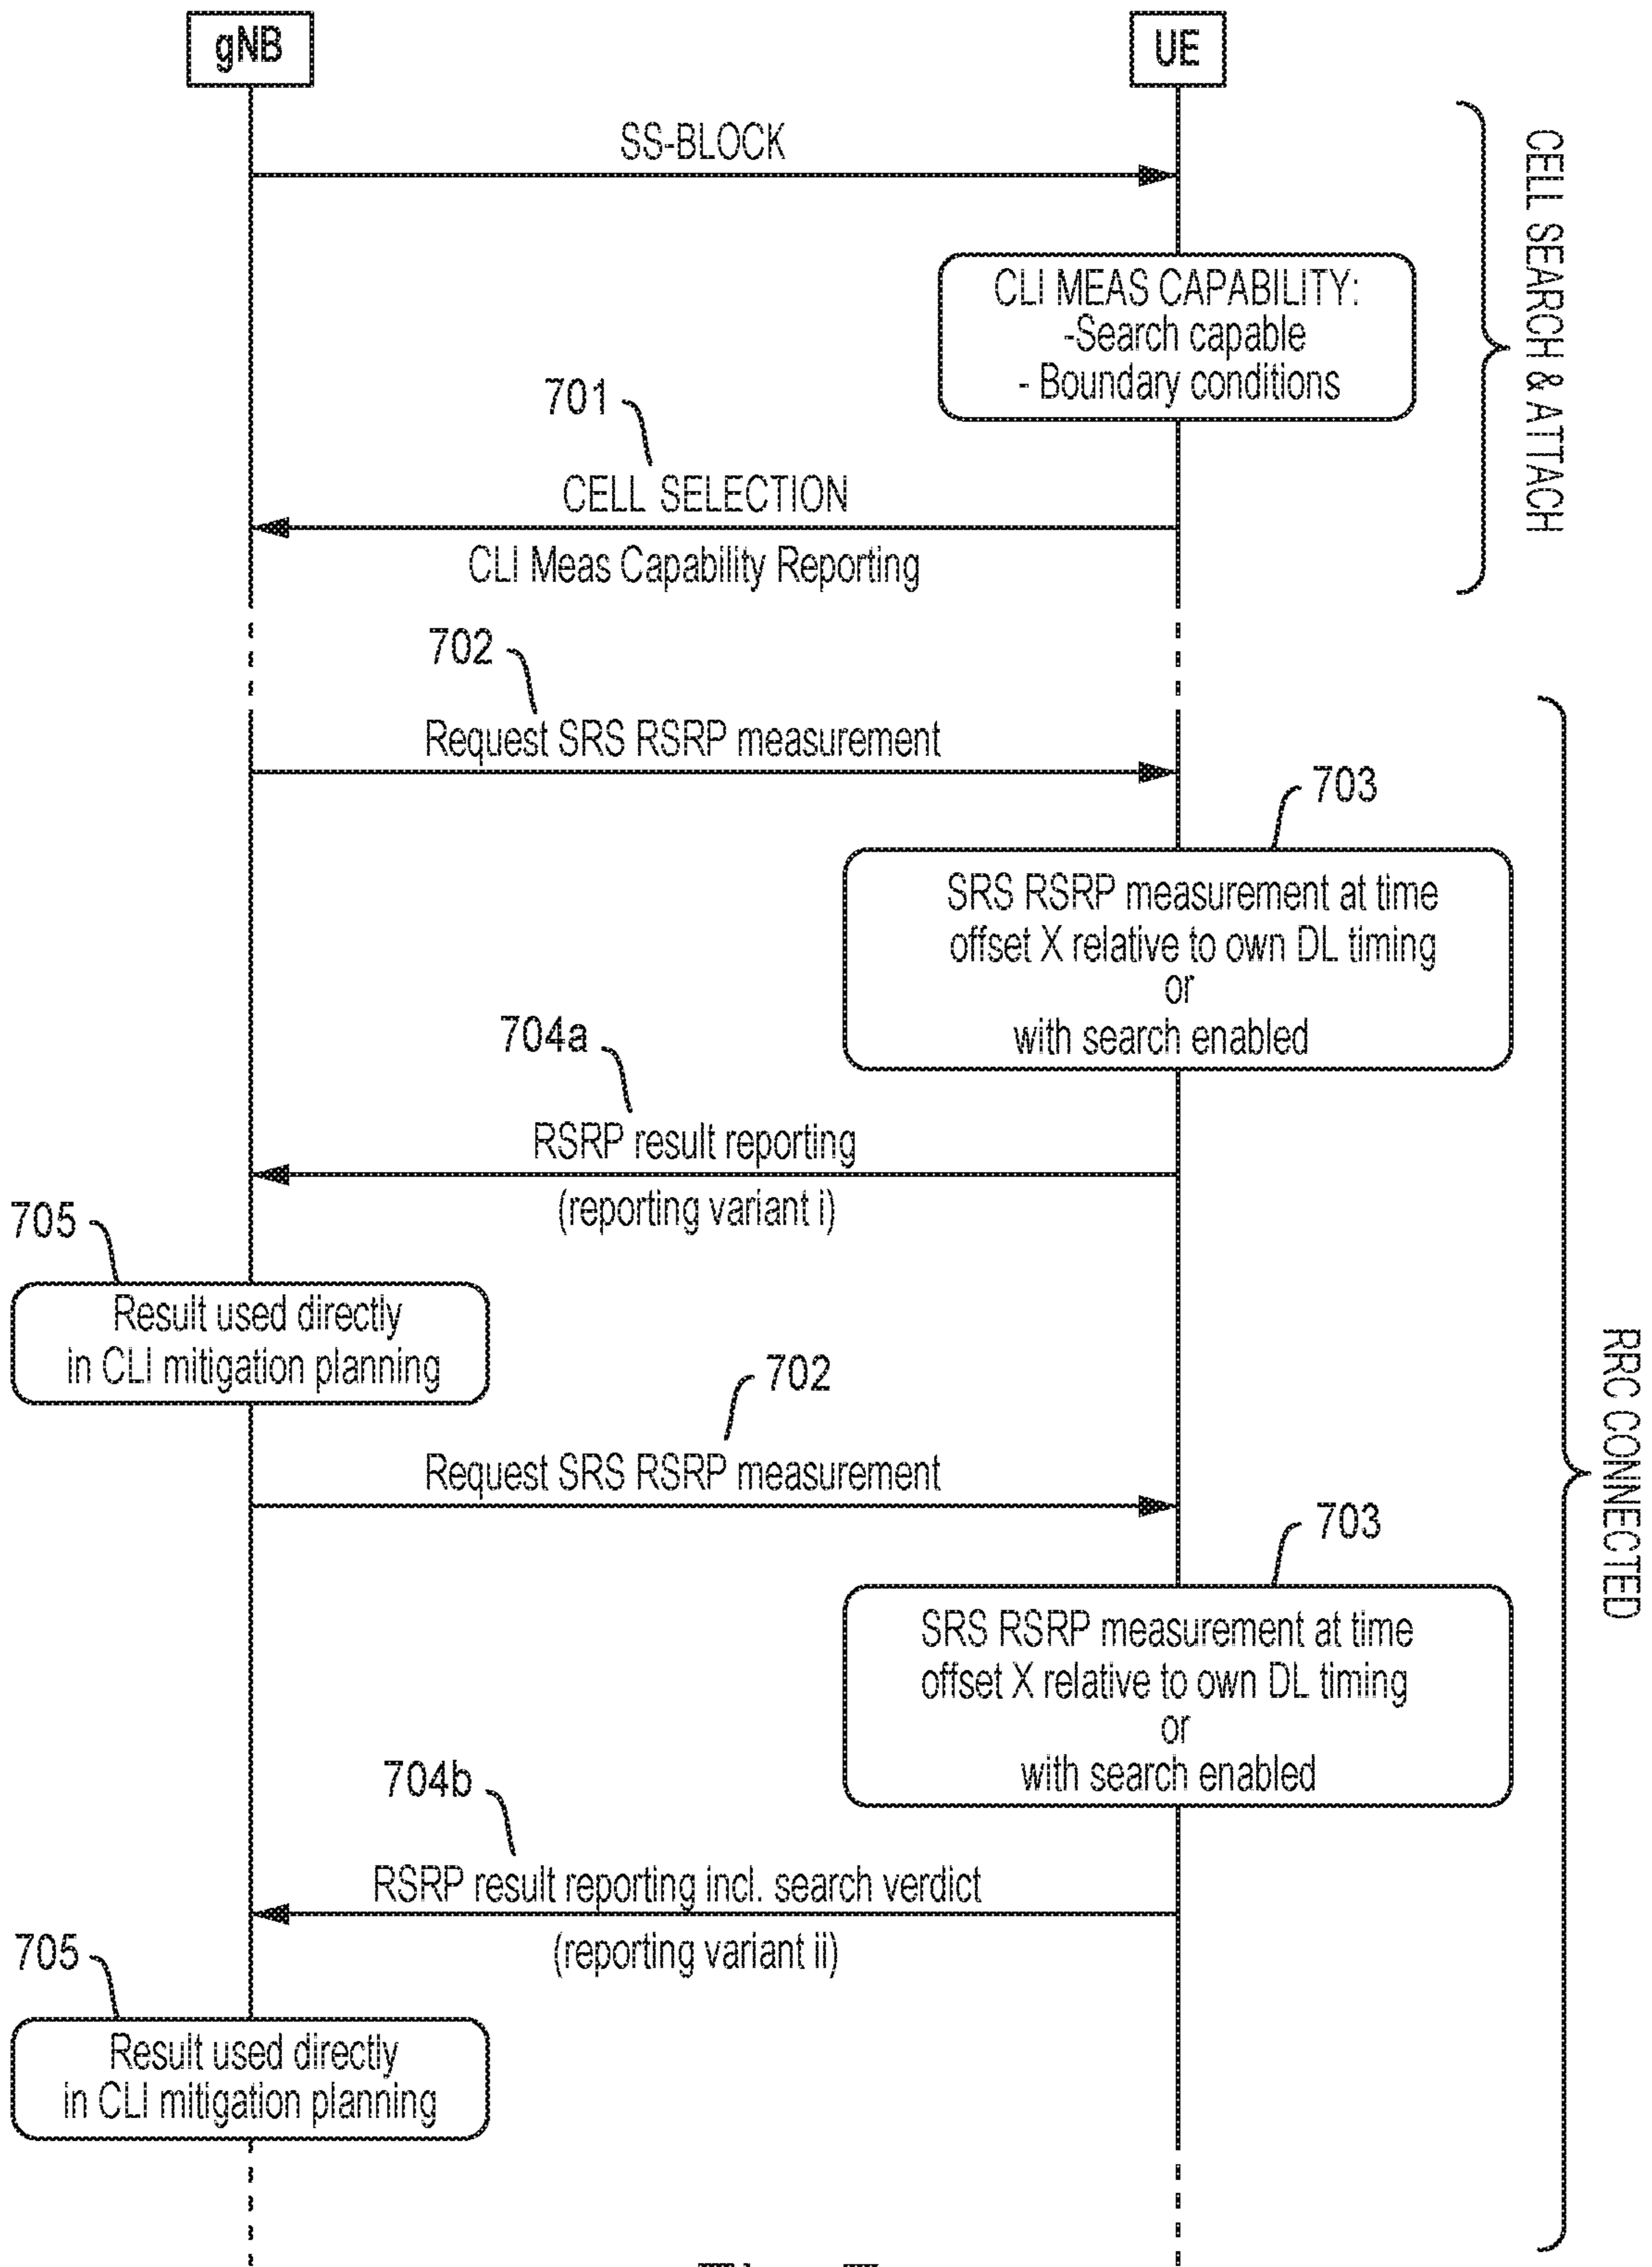 gNB
UE
SS-BLOCK
CLI MEAS CAPABILITY:
-Search capable
- Boundary conditions
CELL SEARCH & ATTACH
701
CELL SELECTION
CLI Meas Capability Reporting
702
Request SRS RSRP measurement
703
SRS RSRP measurement at time
offset X relative to own DL timing
or
with search enabled
704a
RSRP result reporting
(reporting variant i)
705
Result used directly
in CLI mitigation planning
RRC CONNECTED
702
Request SRS RSRP measurement
703
SRS RSRP measurement at time
offset X relative to own DL timing
or
with search enabled
704b
RSRP result reporting incl. search verdict
(reporting variant ii)
705
Result used directly
in CLI mitigation planning